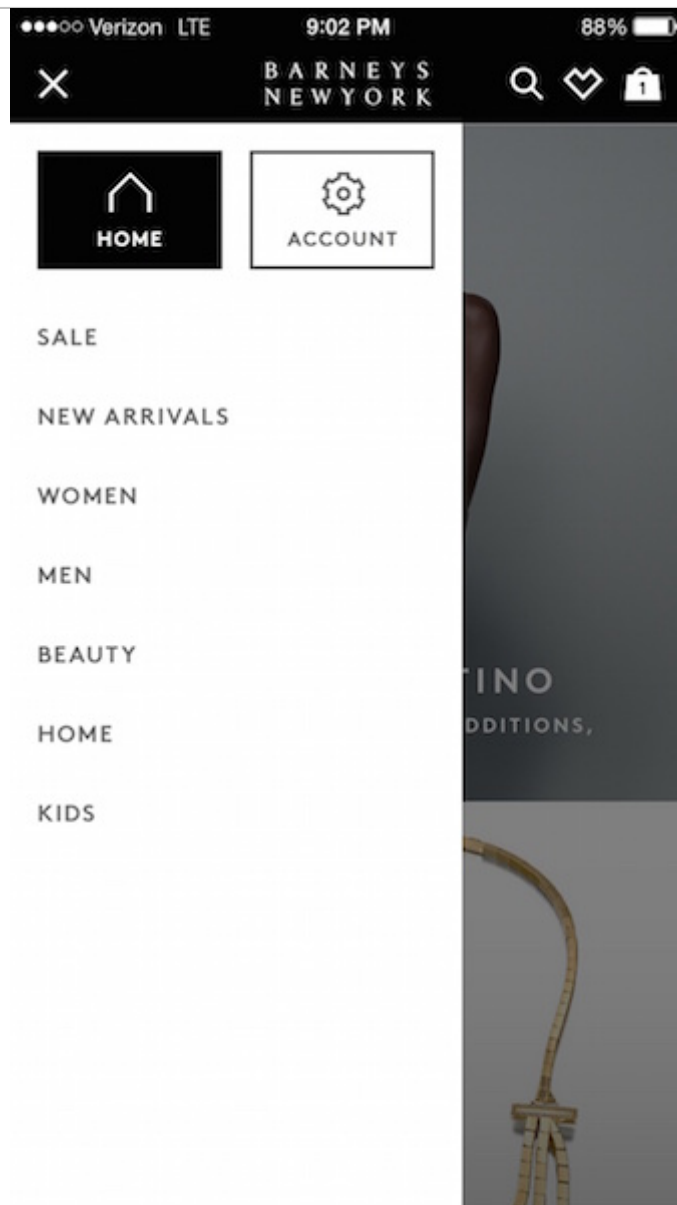 Verizon LTE 9:02 PM 88%
BARNEYS
NEWYORK
1
HOME ACCOUNT
SALE
NEW ARRIVALS
WOMEN
MEN
BEAUTY
TINO
DDITIONS,
HOME
KIDS